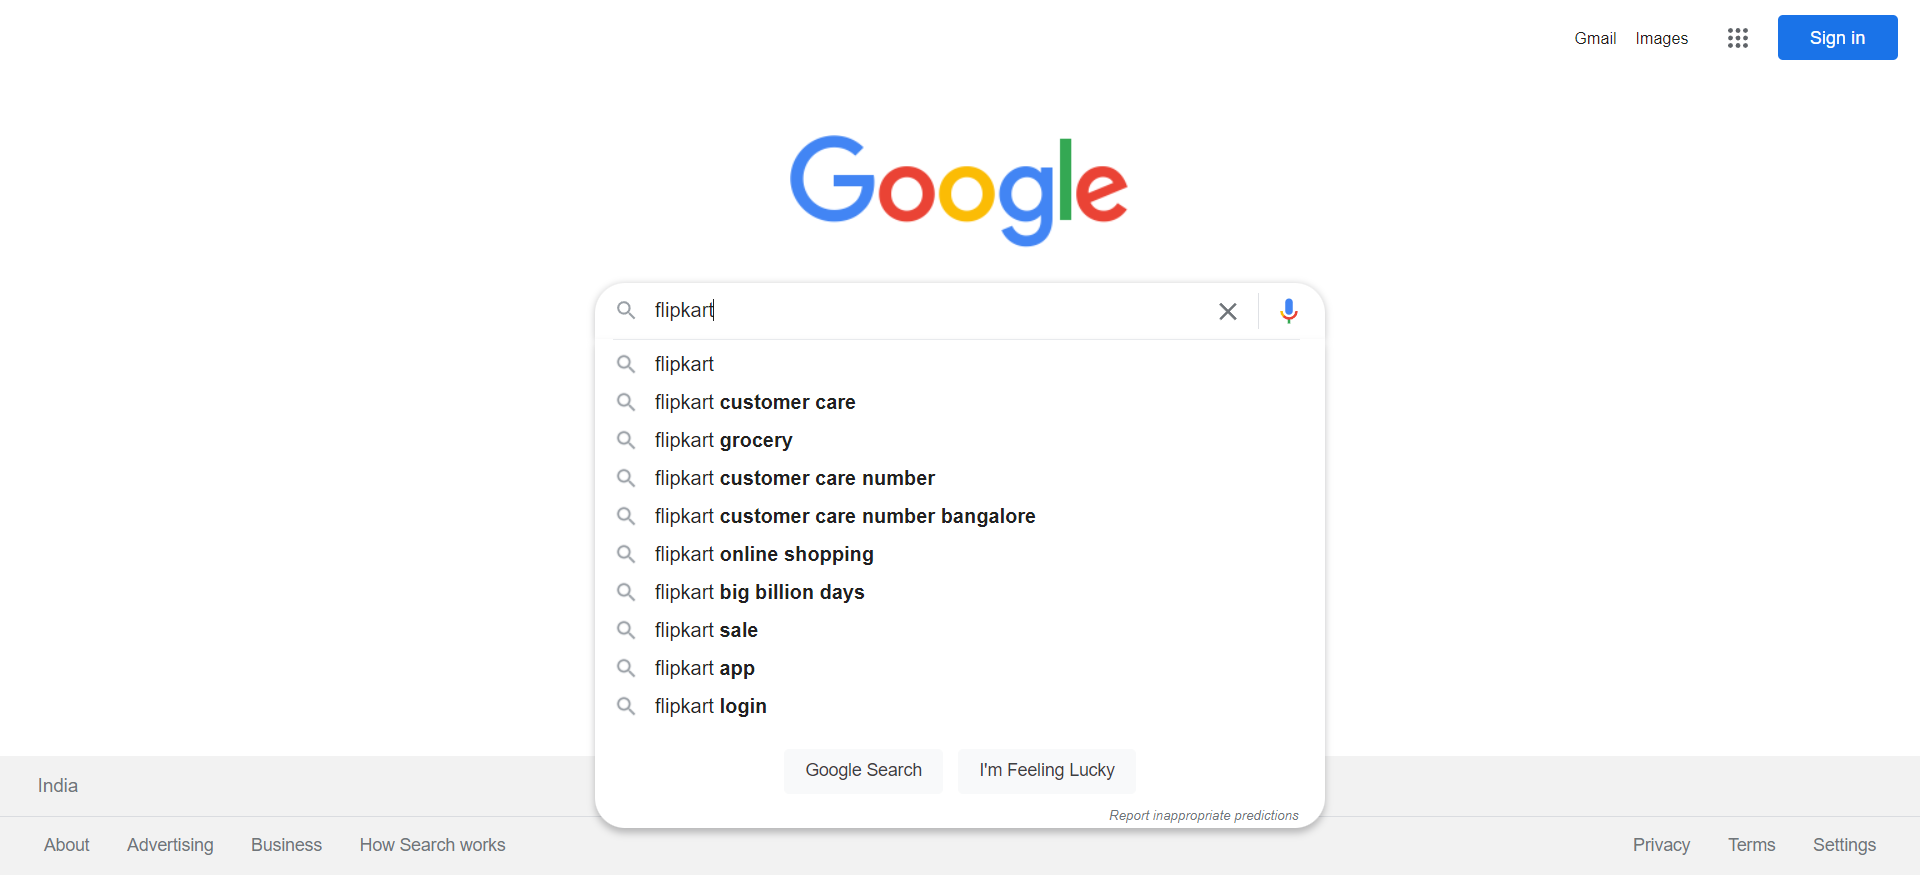 Gmail Images Sign in
Google
flipkart
flipkart
flipkart customer care
flipkart grocery
flipkart customer care number
flipkart customer care number bangalore
flipkart online shopping
flipkart big billion days
flipkart sale
flipkart app
flipkart login
Google Search I'm Feeling Lucky
India
Report inappropriate predictions
About Advertising Business How Search works Privacy Terms Settings